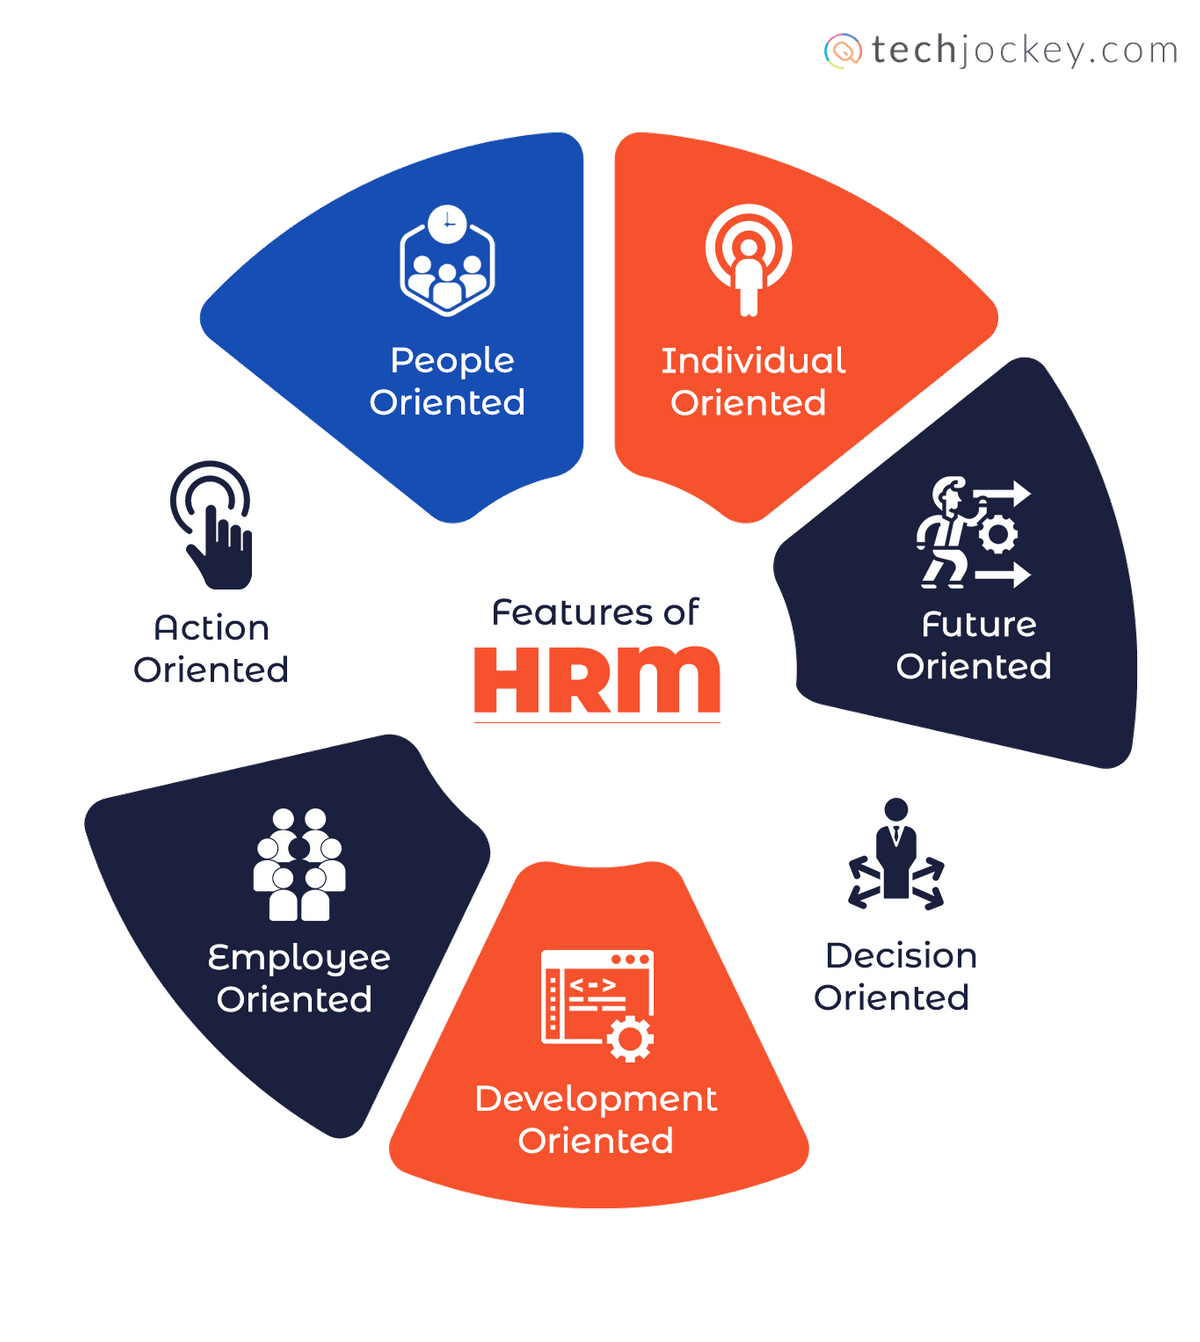 techjockey.com
People
Oriented
Individual
Oriented
Future
Oriented
Decision
Oriented
Development
Oriented
Employee
Oriented
Action
Oriented
Features of
HRM
<->